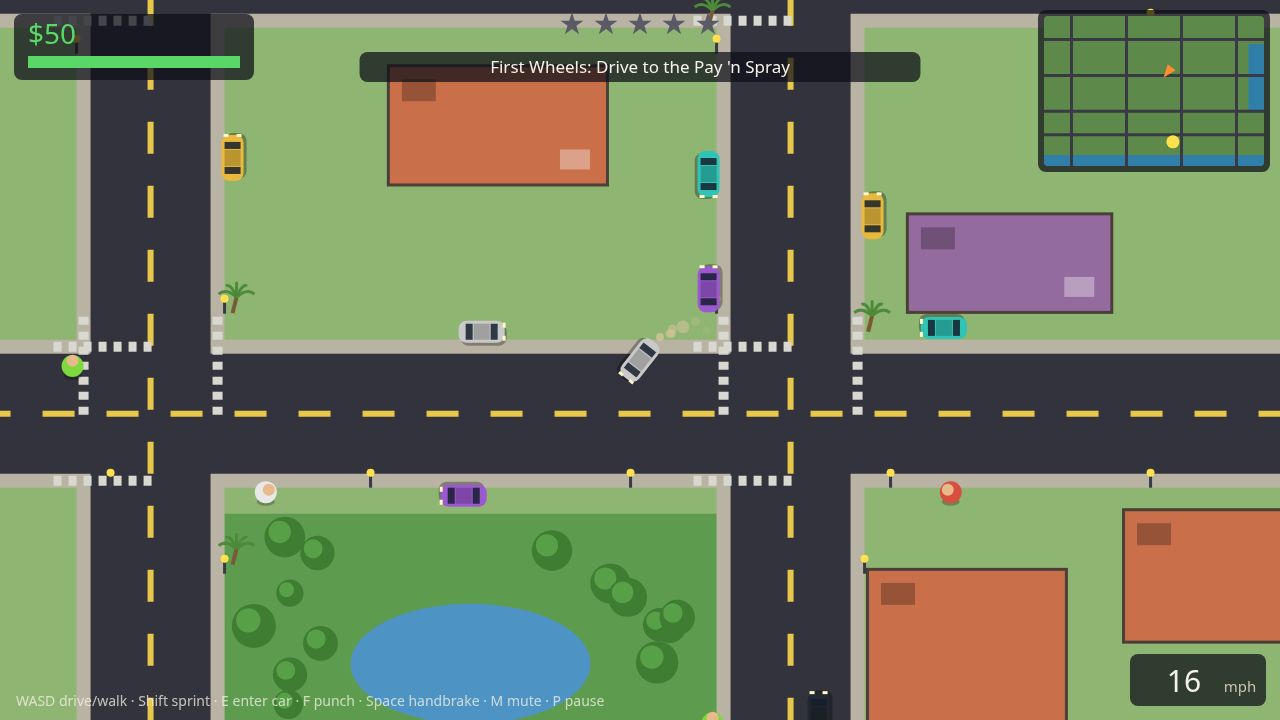 $50
First Wheels: Drive to the Pay 'n Spray
16 mph
WASD drive/walk · Shift sprint · E enter car · F punch · Space handbrake · M mute · P pause